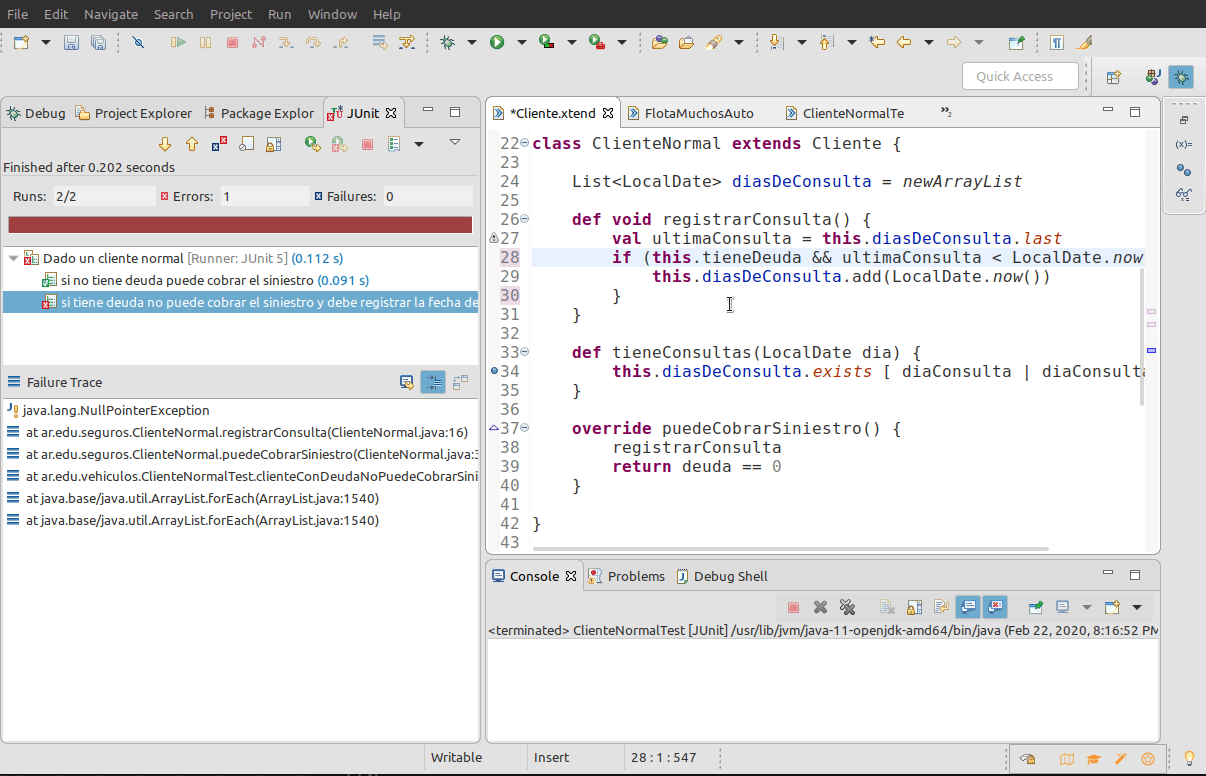 File Edit Navigate Search Project Run Window Help
Quick Access
Debug Project Explorer Package Explor JUnit
Finished after 0.202 seconds
Runs: 2/2 Errors: 1 Failures: 0
Dado un cliente normal [Runner: JUnit 5] (0.112 s)
si no tiene deuda puede cobrar el siniestro (0.091 s)
si tiene deuda no puede cobrar el siniestro y debe registrar la fecha de
Failure Trace
java.lang.NullPointerException
at ar.edu.seguros.ClienteNormal.registrarConsulta(ClienteNormal.java:16)
at ar.edu.seguros.ClienteNormal.puedeCobrarSiniestro(ClienteNormal.java:3
at ar.edu.vehiculos.ClienteNormalTest.clienteConDeudaNoPuedeCobrarSini
at java.base/java.util.ArrayList.forEach(ArrayList.java:1540)
at java.base/java.util.ArrayList.forEach(ArrayList.java:1540)
*Cliente.xtend FlotaMuchosAuto ClienteNormalTe »2
22 class ClienteNormal extends Cliente {
23
24 List<LocalDate> diasDeConsulta = newArrayList
25
26 def void registrarConsulta() {
27 val ultimaConsulta = this.diasDeConsulta.last
28 if (this.tieneDeuda && ultimaConsulta < LocalDate.now
29 this.diasDeConsulta.add(LocalDate.now())
30 }
31 }
32
33 def tieneConsultas(LocalDate dia) {
34 this.diasDeConsulta.exists [ diaConsulta | diaConsulta
35 }
36
37 override puedeCobrarSiniestro() {
38 registrarConsulta
39 return deuda == 0
40 }
41
42 }
43
Console Problems Debug Shell
<terminated> ClienteNormalTest [JUnit] /usr/lib/jvm/java-11-openjdk-amd64/bin/java (Feb 22, 2020, 8:16:52 PM
Writable Insert 28 : 1 : 547